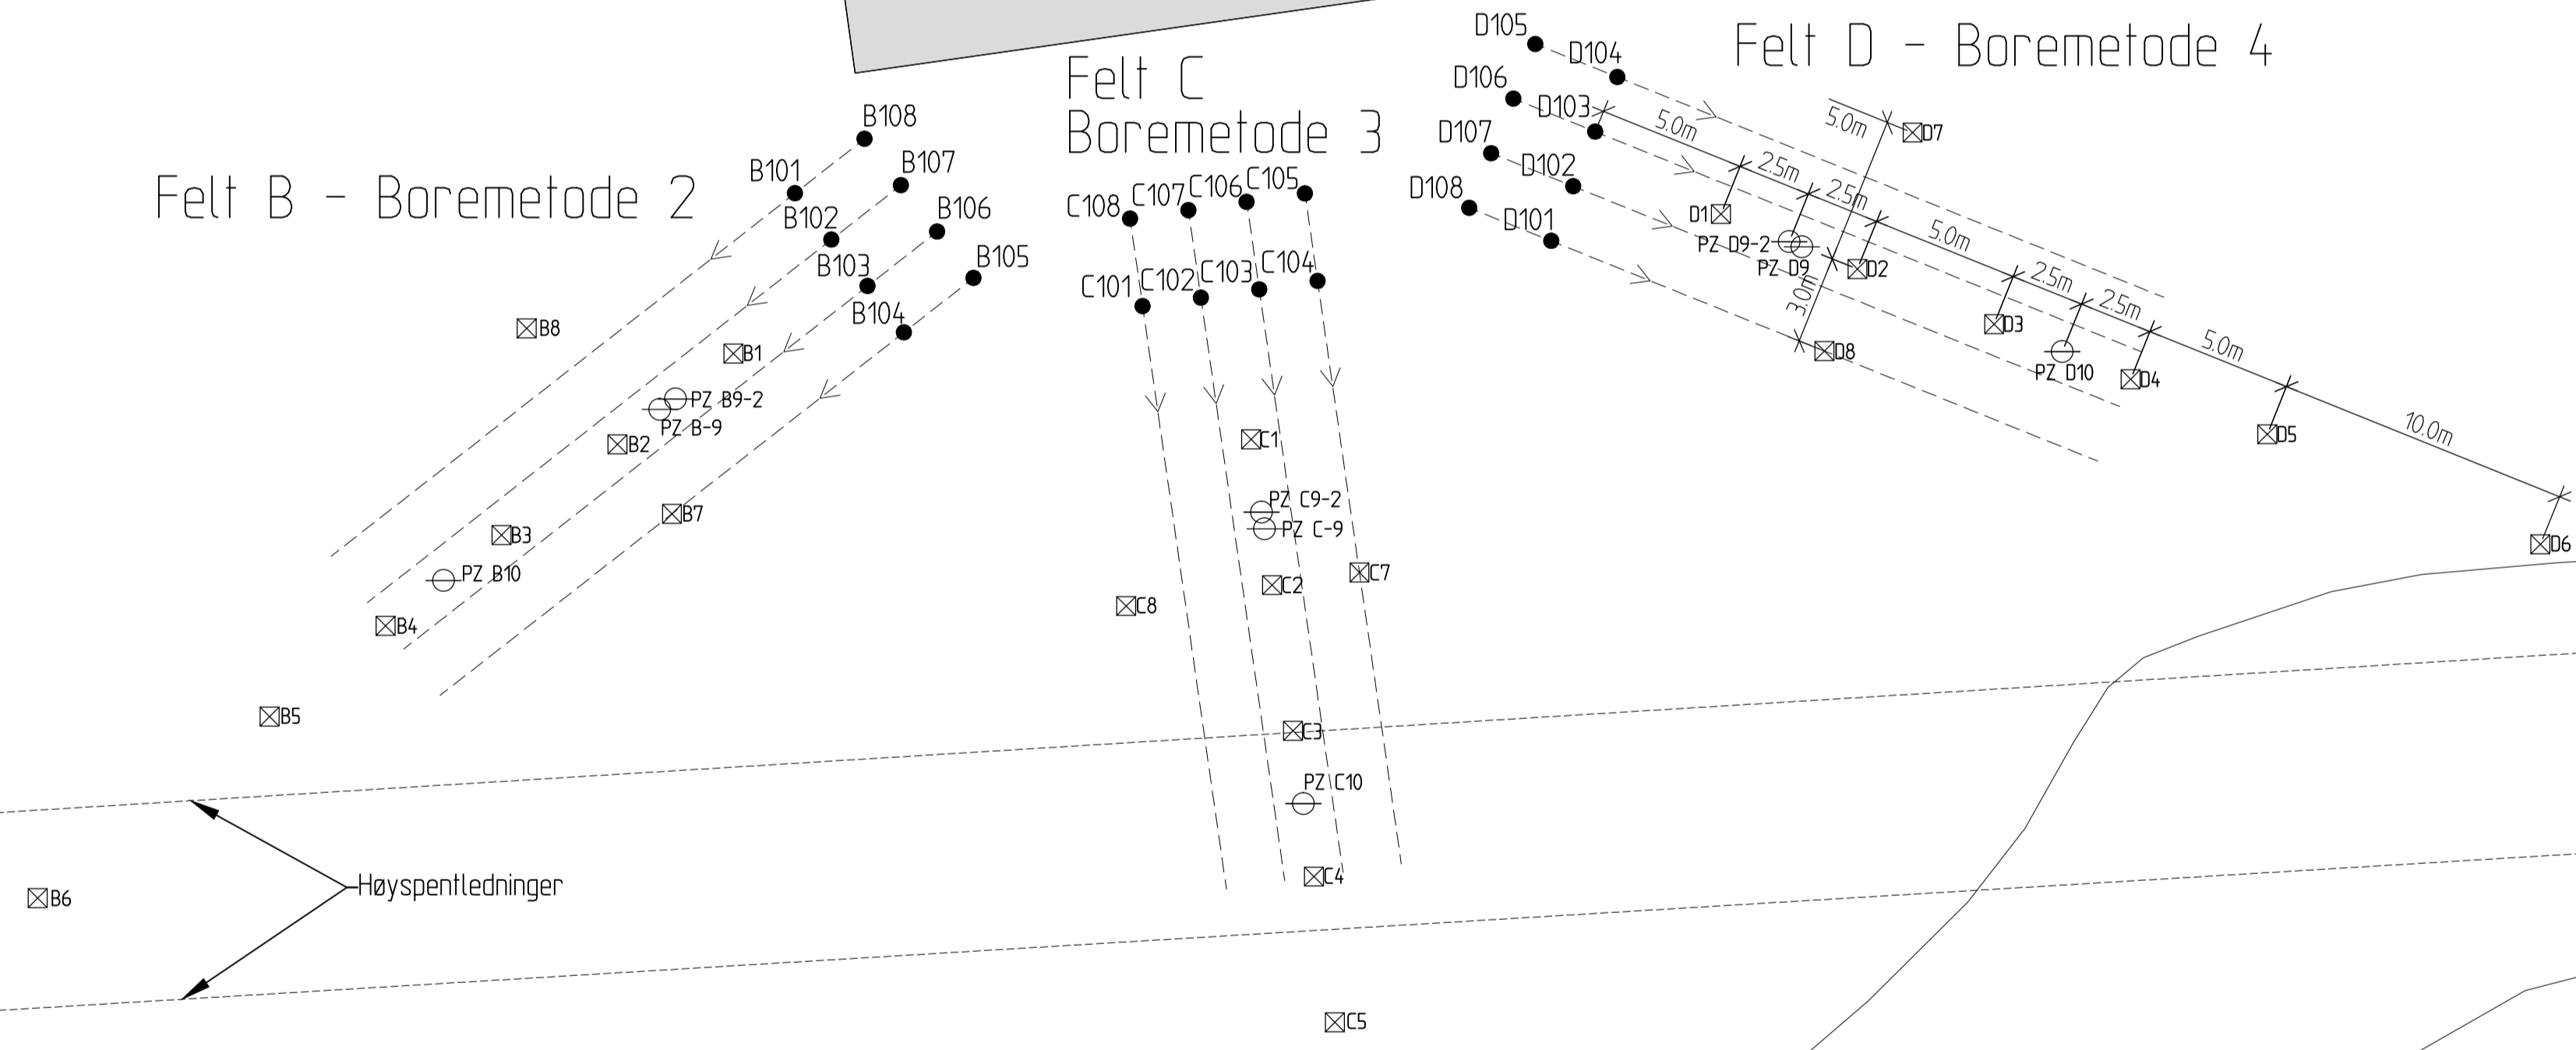 Felt B - Boremetode 2
B108
B107
B106
B105
B101
B102
B103
B104
B8
B1
PZ B9-2
PZ B-9
B2
B7
B3
PZ B10
B4
B5
B6
Høyspentledninger
Felt C
Boremetode 3
C108
C107
C106
C105
C101
C102
C103
C104
C1
PZ C9-2
PZ C-9
C2
C7
C8
C3
PZ C10
C4
C5
Felt D - Boremetode 4
D105
D104
D106
D103
D107
D102
D108
D101
5.0m
2.5m
2.5m
5.0m
2.5m
2.5m
5.0m
10.0m
5.0m
3.0m
D7
D1
PZ D9-2
PZ D9
D2
D8
D3
PZ D10
D4
D5
D6